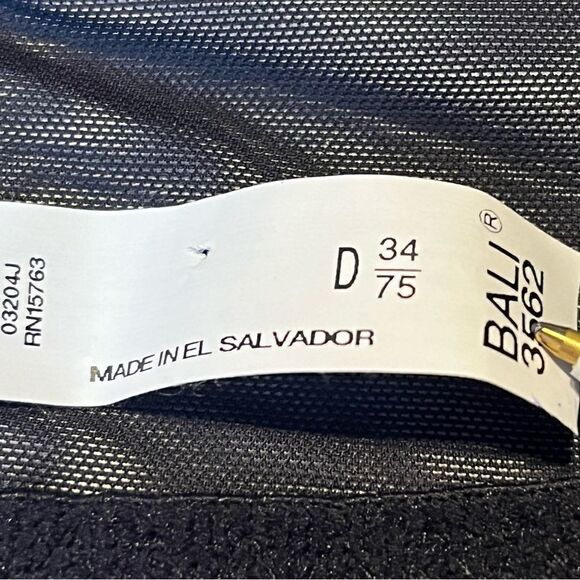 03204J
RN15763
D 34
75
MADE IN EL SALVADOR
BALI®
3562